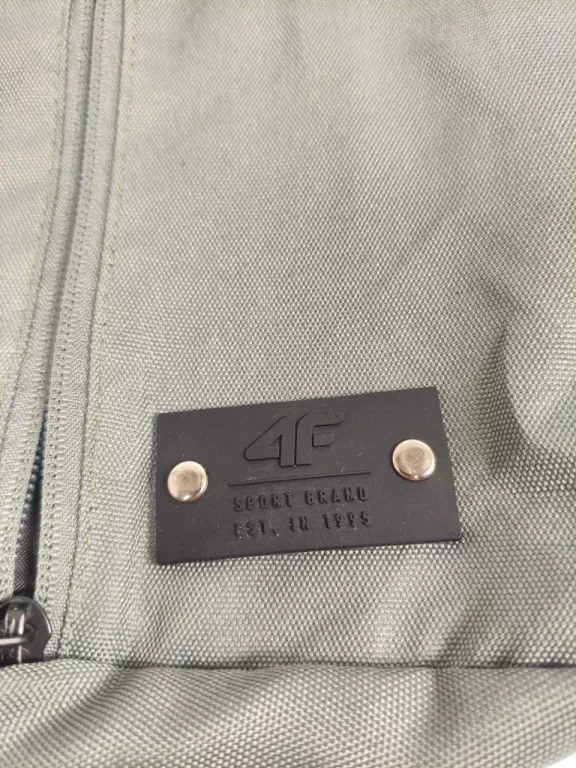 4F
SPORT BRAND
EST. IN 1995